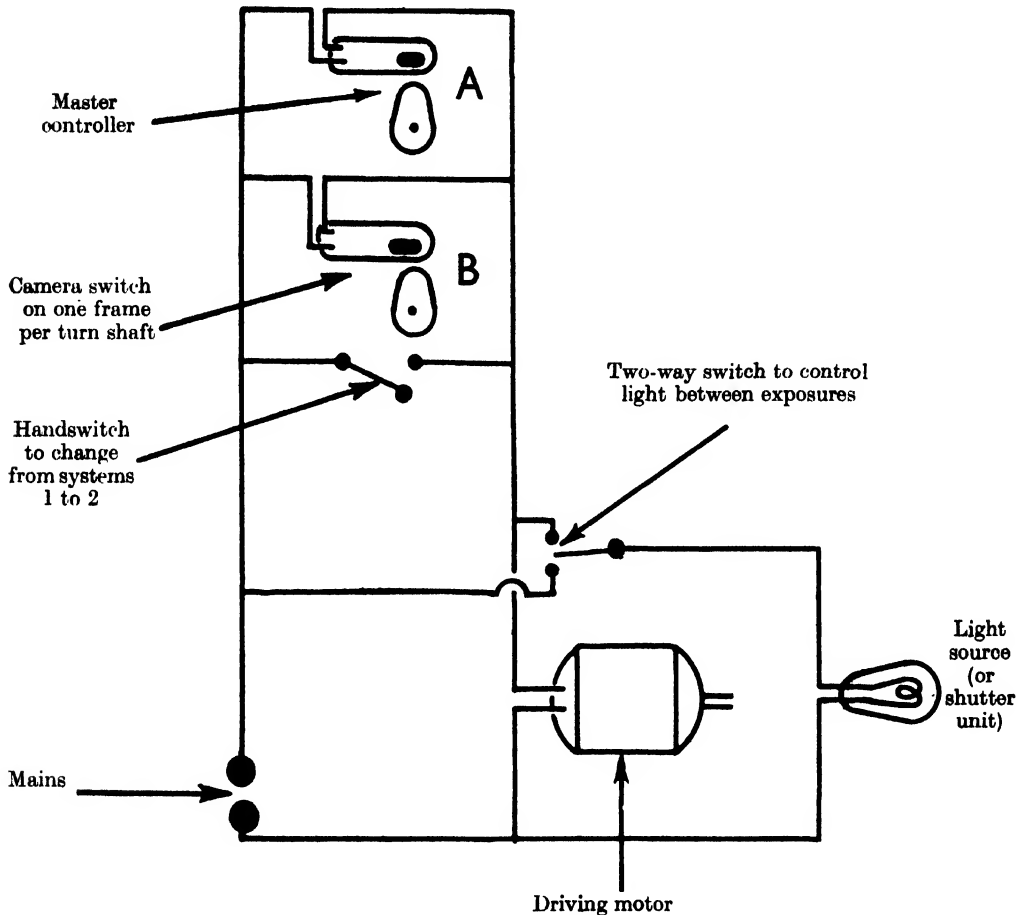 A
Master
controller
B
Camera switch
on one frame
per turn shaft
Two-way switch to control
light between exposures
Handswitch
to change
from systems
1 to 2
Light
source
(or
shutter
unit)
Mains
Driving motor